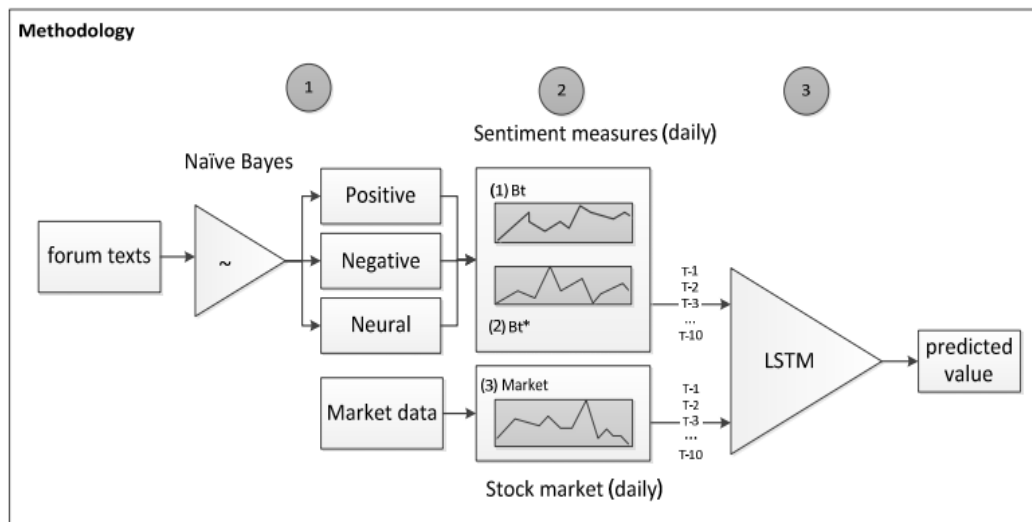 Methodology
1
2
3
Sentiment measures (daily)
Naïve Bayes
forum texts
~
Positive
Negative
Neural
(1) Bt
(2) Bt*
T-1
T-2
T-3
...
T-10
Market data
(3) Market
T-1
T-2
T-3
...
T-10
Stock market (daily)
LSTM
predicted
value